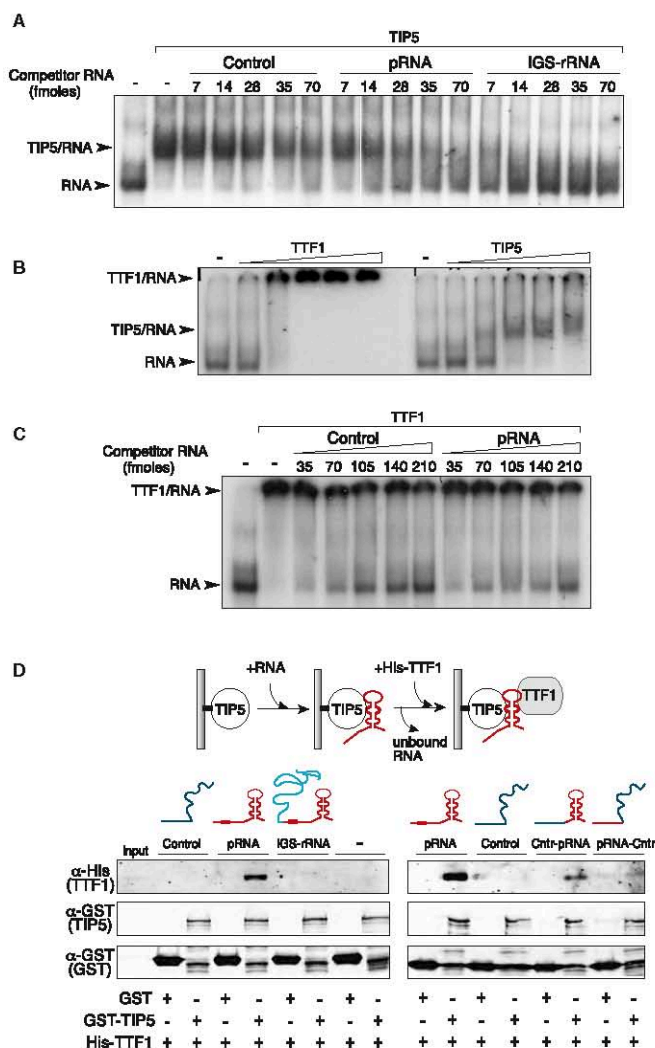 A
TIP5
Control pRNA IGS-rRNA
Competitor RNA
(fmoles)
- - 7 14 28 35 70 7 14 28 35 70 7 14 28 35 70
TIP5/RNA
RNA
B
- TTF1 - TIP5
TTF1/RNA
TIP5/RNA
RNA
C
TTF1
Control pRNA
Competitor RNA
(fmoles)
- - 35 70 105 140 210 35 70 105 140 210
TTF1/RNA
RNA
D
+RNA +His-TTF1
TIP5 TIP5 TIP5 TTF1
unbound
RNA
Input Control pRNA IGS-rRNA - pRNA Control Cntr-pRNA pRNA-Cntr
α-His
(TTF1)
α-GST
(TIP5)
α-GST
(GST)
GST + - + - + - + - + - + - + - + -
GST-TIP5 - + - + - + - + - + - + - + - +
His-TTF1 + + + + + + + + + + + + + + + +